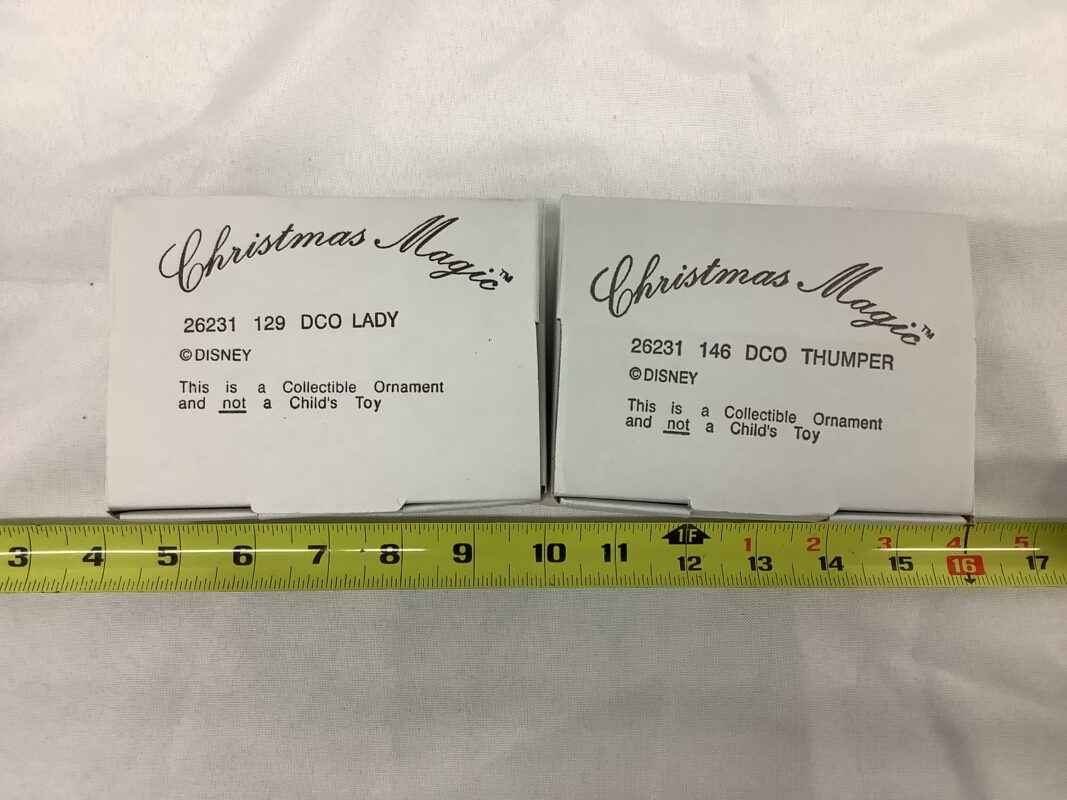 Christmas Magic™
26231 129 DCO LADY
©DISNEY
This is a Collectible Ornament
and not a Child's Toy
Christmas Magic™
26231 146 DCO THUMPER
©DISNEY
This is a Collectible Ornament
and not a Child's Toy
1F 1 2 3 4 5
3 4 5 6 7 8 9 10 11 12 13 14 15 16 17